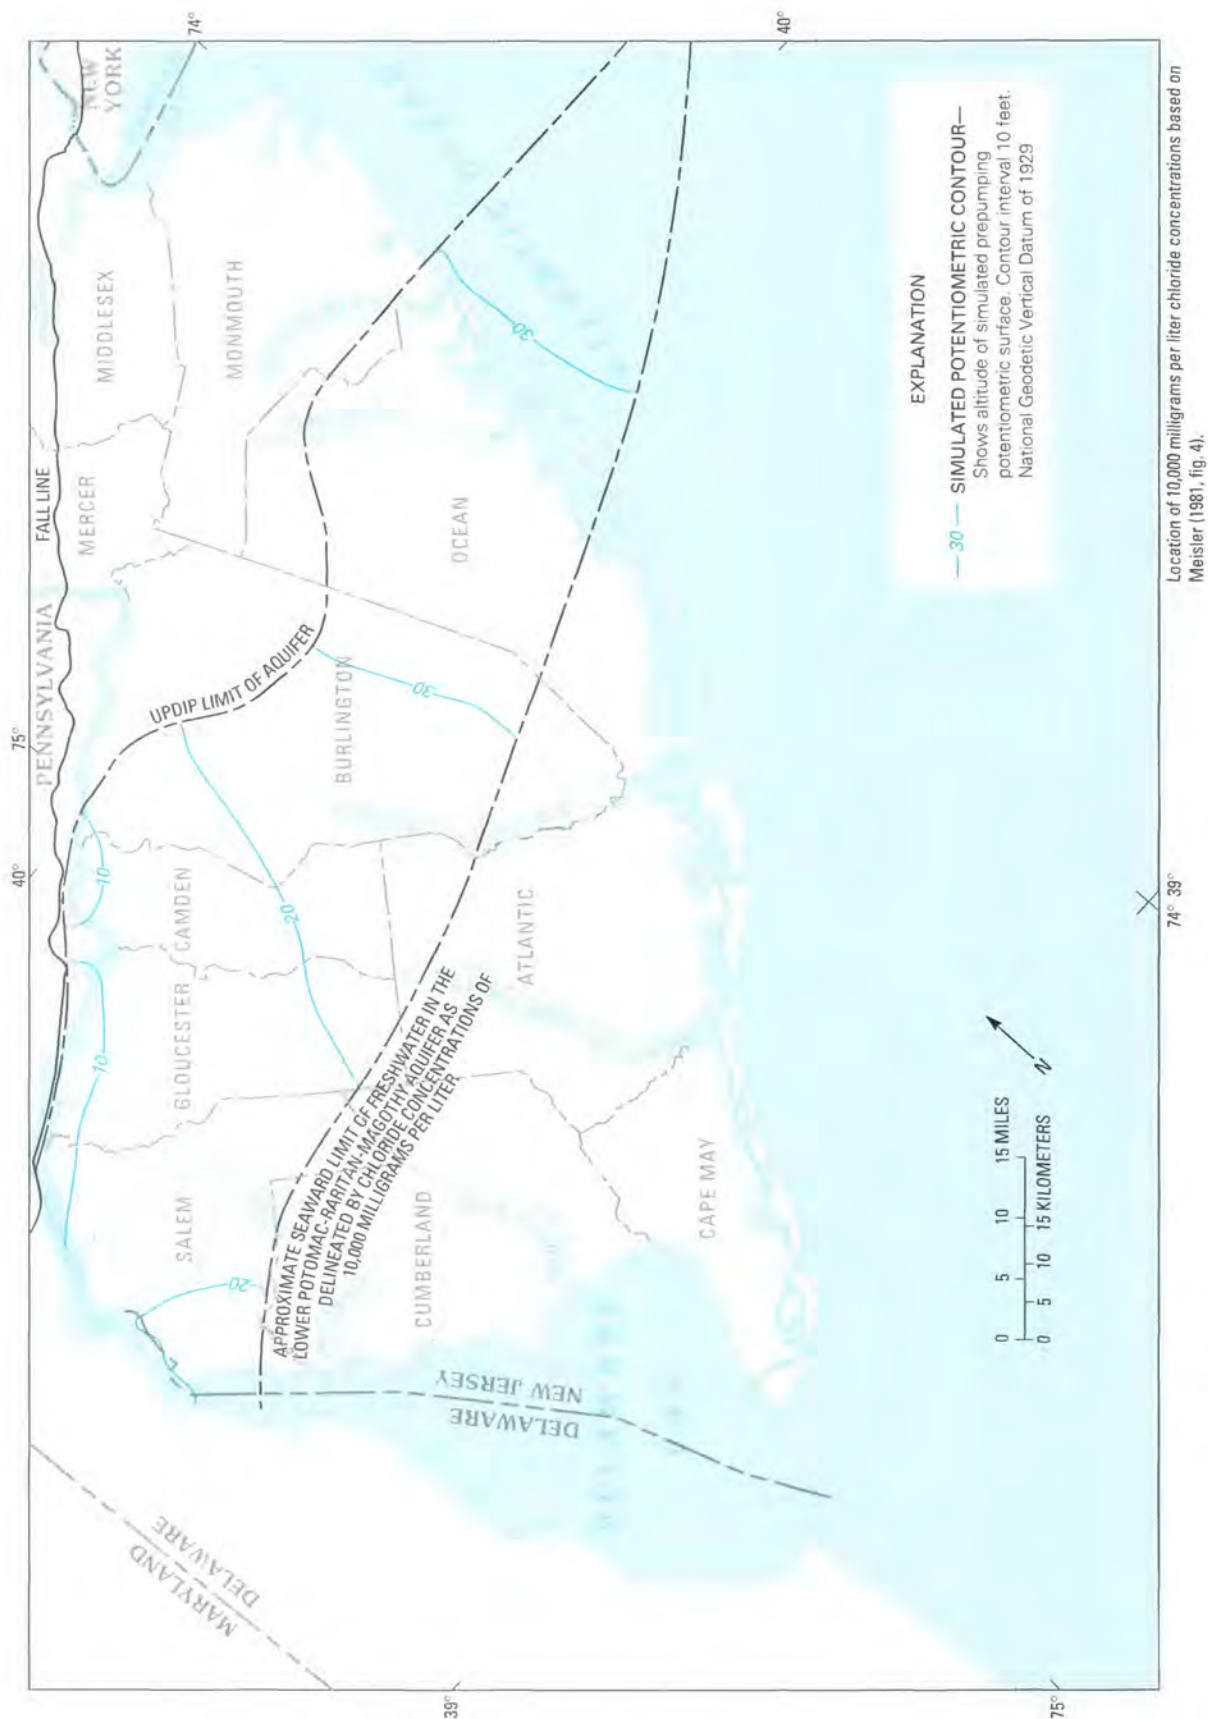 40°
75°
74°
FALL LINE
PENNSYLVANIA
NEW
YORK
MERCER
MIDDLESEX
MONMOUTH
UPDIP LIMIT OF AQUIFER
BURLINGTON
OCEAN
CAMDEN
GLOUCESTER
SALEM
ATLANTIC
CUMBERLAND
CAPE MAY
10
10
20
20
30
30
APPROXIMATE SEAWARD LIMIT OF FRESHWATER IN THE
LOWER POTOMAC-RARITAN-MAGOTHY AQUIFER AS
DELINEATED BY CHLORIDE CONCENTRATIONS OF
10,000 MILLIGRAMS PER LITER
NEW JERSEY
DELAWARE
MARYLAND
DELAWARE
39°
75°
74° 39°
40°
0 5 10 15 MILES
0 5 10 15 KILOMETERS
N
EXPLANATION
— 30 — SIMULATED POTENTIOMETRIC CONTOUR—
Shows altitude of simulated prepumping
potentiometric surface. Contour interval 10 feet.
National Geodetic Vertical Datum of 1929
Location of 10,000 milligrams per liter chloride concentrations based on
Meisler (1981, fig. 4).